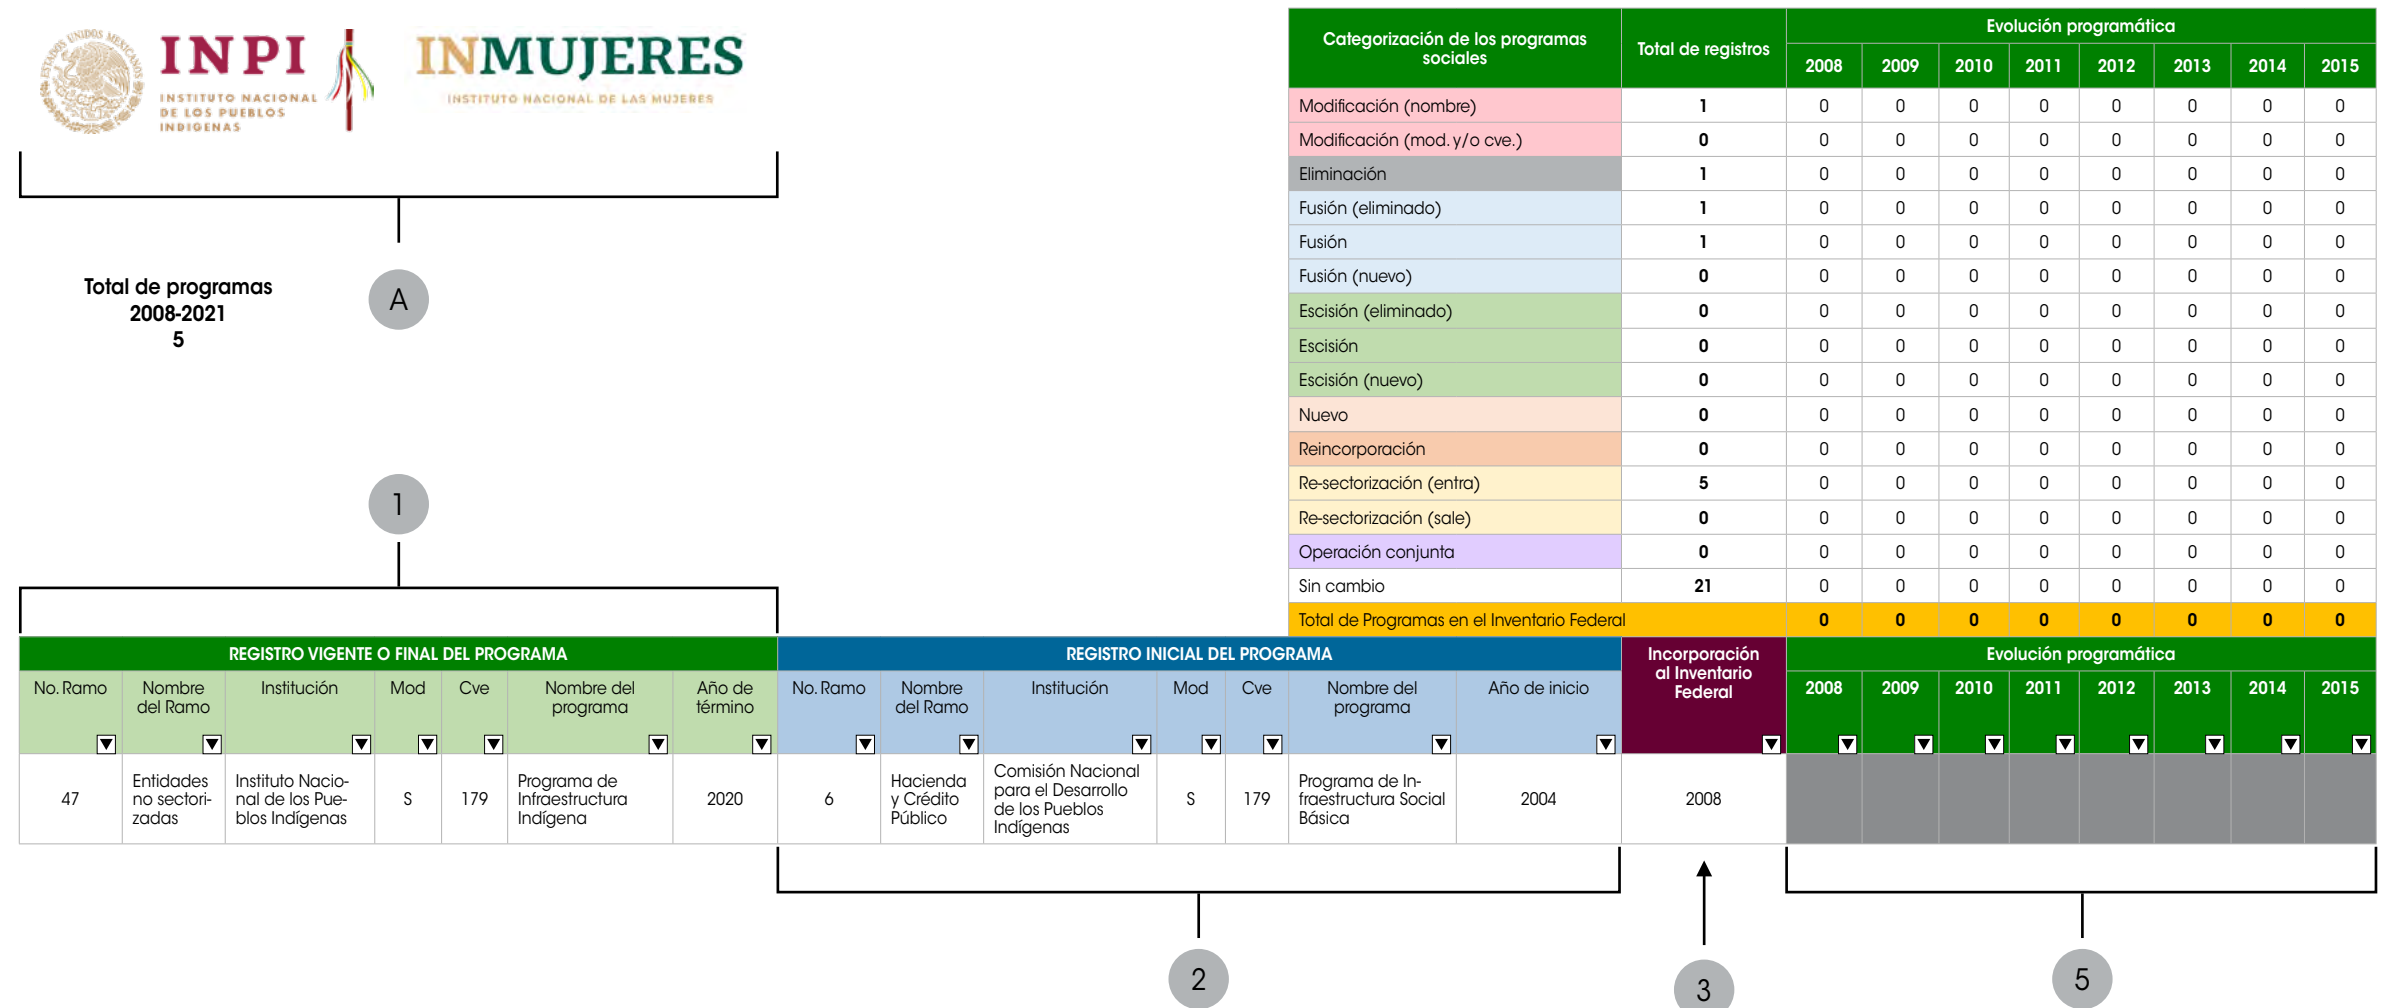 ESTADOS UNIDOS MEXICANOS
INPI
INSTITUTO NACIONAL
DE LOS PUEBLOS
INDIGENAS
INMUJERES
INSTITUTO NACIONAL DE LAS MUJERES
A
Total de programas
2008-2021
5
1
Categorización de los programas
sociales
Total de registros
Evolución programática
2008 2009 2010 2011 2012 2013 2014 2015
Modificación (nombre) 1 0 0 0 0 0 0 0 0
Modificación (mod. y/o cve.) 0 0 0 0 0 0 0 0 0
Eliminación 1 0 0 0 0 0 0 0 0
Fusión (eliminado) 1 0 0 0 0 0 0 0 0
Fusión 1 0 0 0 0 0 0 0 0
Fusión (nuevo) 0 0 0 0 0 0 0 0 0
Escisión (eliminado) 0 0 0 0 0 0 0 0 0
Escisión 0 0 0 0 0 0 0 0 0
Escisión (nuevo) 0 0 0 0 0 0 0 0 0
Nuevo 0 0 0 0 0 0 0 0 0
Reincorporación 0 0 0 0 0 0 0 0 0
Re-sectorización (entra) 5 0 0 0 0 0 0 0 0
Re-sectorización (sale) 0 0 0 0 0 0 0 0 0
Operación conjunta 0 0 0 0 0 0 0 0 0
Sin cambio 21 0 0 0 0 0 0 0 0
Total de Programas en el Inventario Federal 0 0 0 0 0 0 0 0
REGISTRO VIGENTE O FINAL DEL PROGRAMA
No. Ramo
Nombre
del Ramo
Institución
Mod
Cve
Nombre del
programa
Año de
término
REGISTRO INICIAL DEL PROGRAMA
No. Ramo
Nombre
del Ramo
Institución
Mod
Cve
Nombre del
programa
Año de inicio
Incorporación
al Inventario
Federal
Evolución programática
2008 2009 2010 2011 2012 2013 2014 2015
47
Entidades
no sectori-
zadas
Instituto Nacio-
nal de los Pue-
blos Indígenas
S
179
Programa de
Infraestructura
Indígena
2020
6
Hacienda
y Crédito
Público
Comisión Nacional
para el Desarrollo
de los Pueblos
Indígenas
S
179
Programa de In-
fraestructura Social
Básica
2004
2008
2
3
5